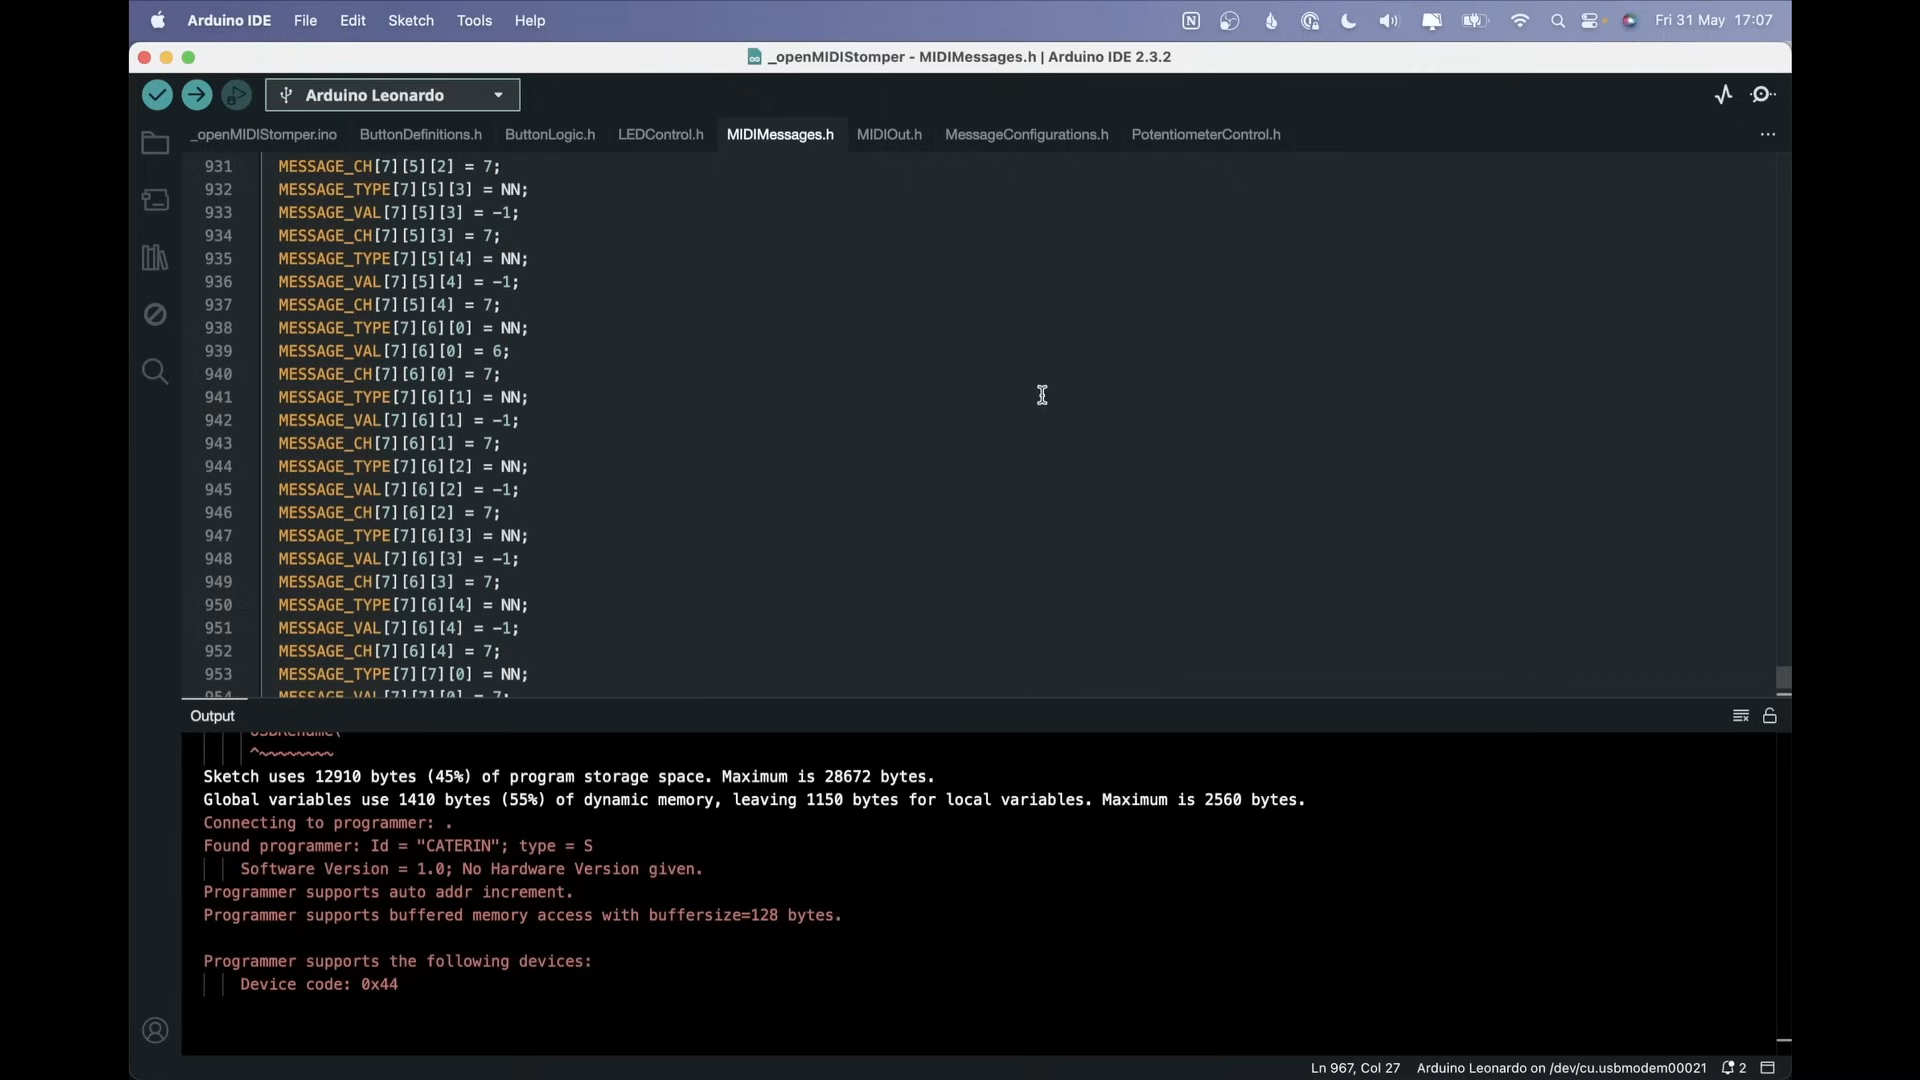 Arduino IDE File Edit Sketch Tools Help Fri 31 May 17:07
_openMIDIStomper - MIDIMessages.h | Arduino IDE 2.3.2
Arduino Leonardo
_openMIDIStomper.ino ButtonDefinitions.h ButtonLogic.h LEDControl.h MIDIMessages.h MIDIOut.h MessageConfigurations.h PotentiometerControl.h ...
931 MESSAGE_CH[7][5][2] = 7;
932 MESSAGE_TYPE[7][5][3] = NN;
933 MESSAGE_VAL[7][5][3] = -1;
934 MESSAGE_CH[7][5][3] = 7;
935 MESSAGE_TYPE[7][5][4] = NN;
936 MESSAGE_VAL[7][5][4] = -1;
937 MESSAGE_CH[7][5][4] = 7;
938 MESSAGE_TYPE[7][6][0] = NN;
939 MESSAGE_VAL[7][6][0] = 6;
940 MESSAGE_CH[7][6][0] = 7;
941 MESSAGE_TYPE[7][6][1] = NN;
942 MESSAGE_VAL[7][6][1] = -1;
943 MESSAGE_CH[7][6][1] = 7;
944 MESSAGE_TYPE[7][6][2] = NN;
945 MESSAGE_VAL[7][6][2] = -1;
946 MESSAGE_CH[7][6][2] = 7;
947 MESSAGE_TYPE[7][6][3] = NN;
948 MESSAGE_VAL[7][6][3] = -1;
949 MESSAGE_CH[7][6][3] = 7;
950 MESSAGE_TYPE[7][6][4] = NN;
951 MESSAGE_VAL[7][6][4] = -1;
952 MESSAGE_CH[7][6][4] = 7;
953 MESSAGE_TYPE[7][7][0] = NN;
954 MESSAGE_VAL[7][7][0] = 7;
Output
USBRename(
^~~~~~~~~
Sketch uses 12910 bytes (45%) of program storage space. Maximum is 28672 bytes.
Global variables use 1410 bytes (55%) of dynamic memory, leaving 1150 bytes for local variables. Maximum is 2560 bytes.
Connecting to programmer: .
Found programmer: Id = "CATERIN"; type = S
Software Version = 1.0; No Hardware Version given.
Programmer supports auto addr increment.
Programmer supports buffered memory access with buffersize=128 bytes.
Programmer supports the following devices:
Device code: 0x44
Ln 967, Col 27 Arduino Leonardo on /dev/cu.usbmodem00021 2